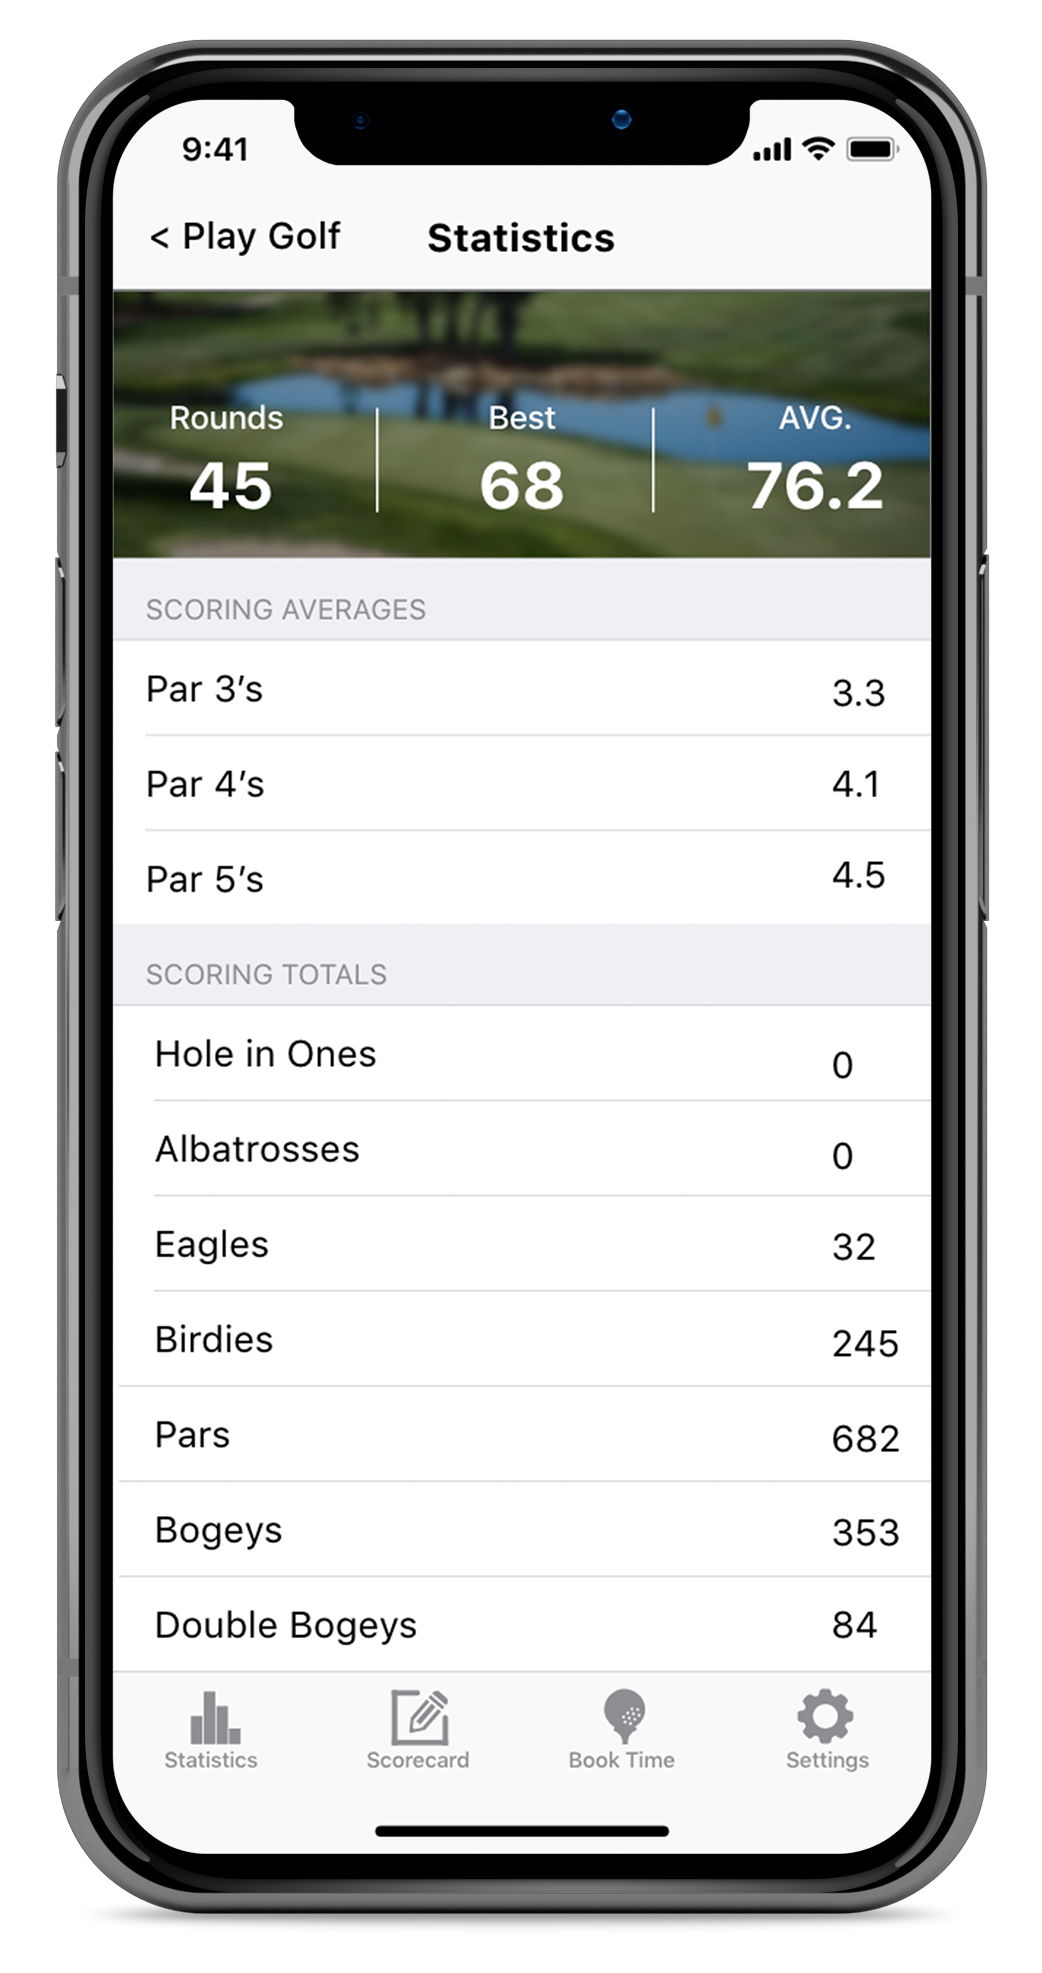 9:41
< Play Golf Statistics
Rounds Best AVG.
45 68 76.2
SCORING AVERAGES
Par 3’s 3.3
Par 4’s 4.1
Par 5’s 4.5
SCORING TOTALS
Hole in Ones 0
Albatrosses 0
Eagles 32
Birdies 245
Pars 682
Bogeys 353
Double Bogeys 84
Statistics Scorecard Book Time Settings